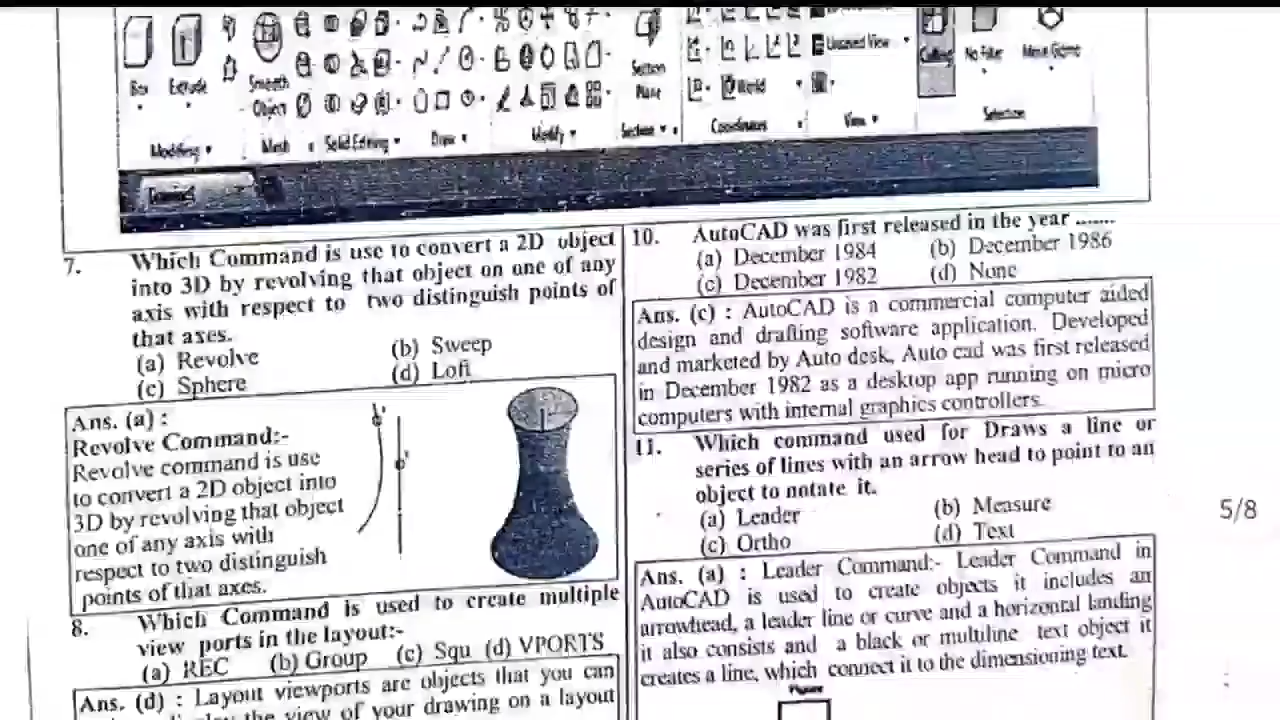 Box
Extrude
Smooth
Object
Section
Plane
World
Unsaved View
Culling
No Filter
Move Gizmo
Modeling
Mesh
Solid Editing
Draw
Modify
Section
Coordinates
View
Selection
7. Which Command is use to convert a 2D object
into 3D by revolving that object on one of any
axis with respect to two distinguish points of
that axes.
(a) Revolve (b) Sweep
(c) Sphere (d) Loft
Ans. (a) :
Revolve Command:-
Revolve command is use
to convert a 2D object into
3D by revolving that object
one of any axis with
respect to two distinguish
points of that axes.
8. Which Command is used to create multiple
view ports in the layout:-
(a) REC (b) Group (c) Squ (d) VPORTS
Ans. (d) : Layout viewports are objects that you can
the view of your drawing on a layout
10. AutoCAD was first released in the year .......
(a) December 1984 (b) December 1986
(c) December 1982 (d) None
Ans. (c) : AutoCAD is a commercial computer aided
design and drafting software application. Developed
and marketed by Auto desk, Auto cad was first released
in December 1982 as a desktop app running on micro
computers with internal graphics controllers.
11. Which command used for Draws a line or
series of lines with an arrow head to point to an
object to notate it.
(a) Leader (b) Measure
(c) Ortho (d) Text
Ans. (a) : Leader Command:- Leader Command in
AutoCAD is used to create objects it includes an
arrowhead, a leader line or curve and a horizontal landing
it also consists and a black or multiline text object it
creates a line, which connect it to the dimensioning text.
Figure
5/8